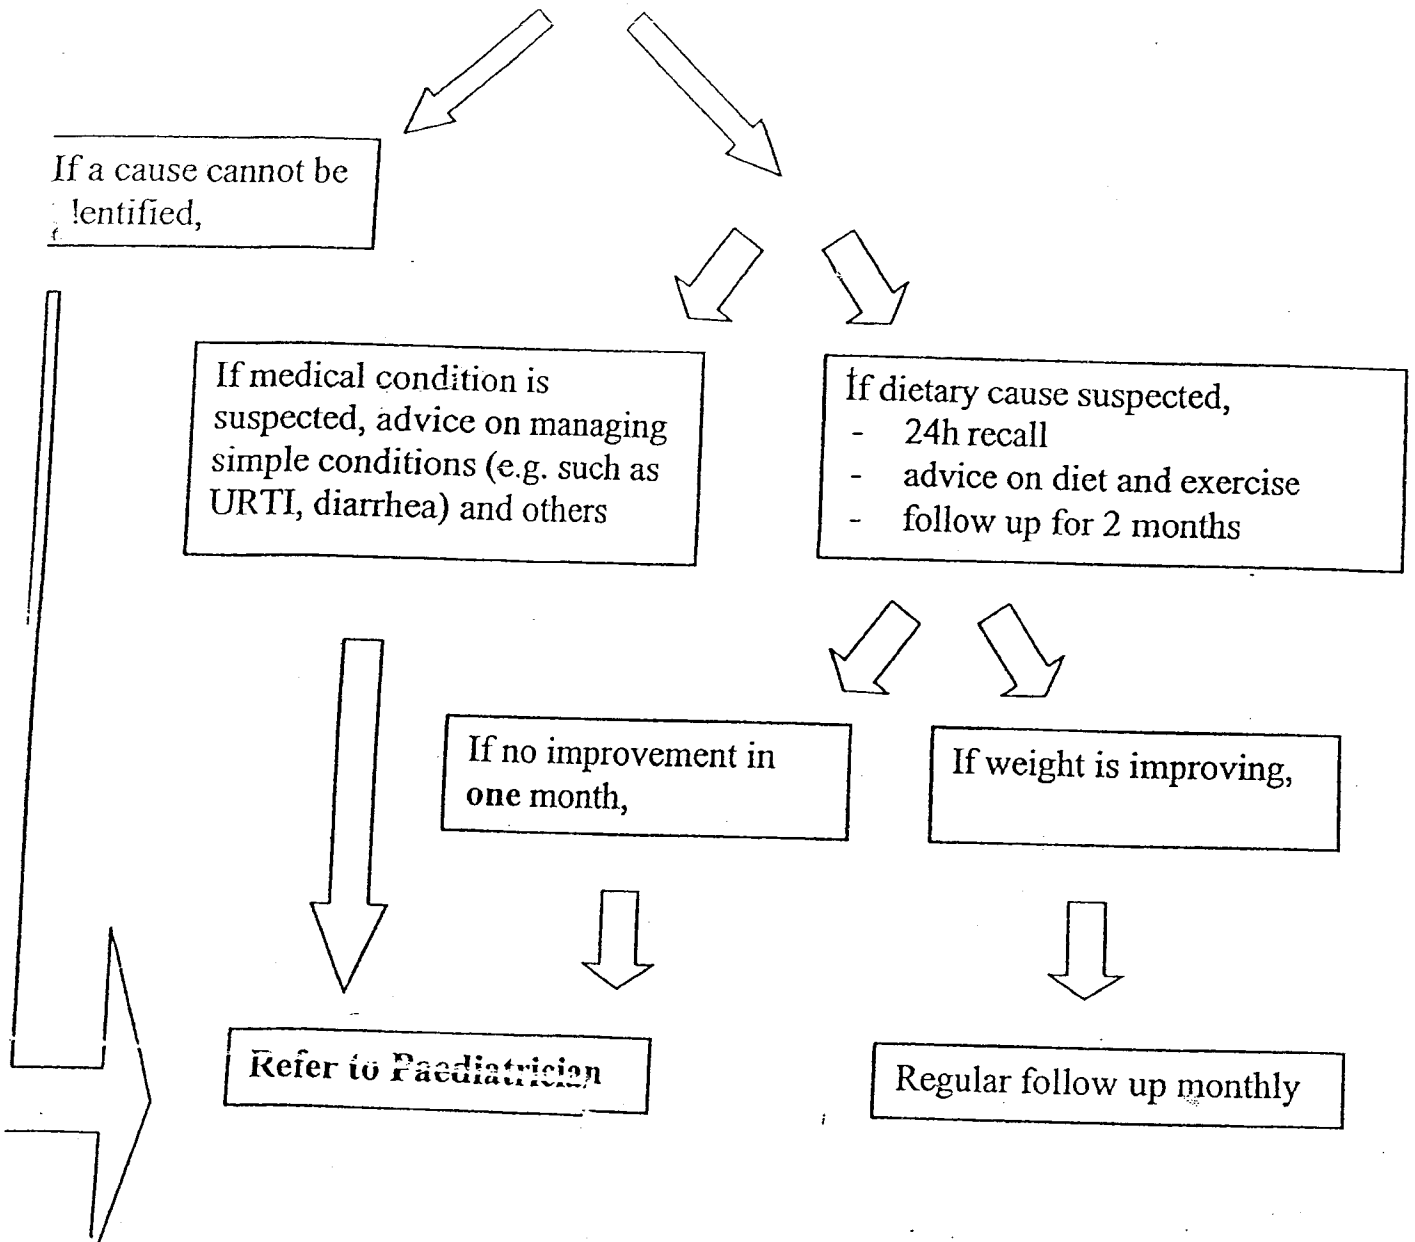 If a cause cannot be
!entified,
If medical condition is
suspected, advice on managing
simple conditions (e.g. such as
URTI, diarrhea) and others
If dietary cause suspected,
- 24h recall
- advice on diet and exercise
- follow up for 2 months
If no improvement in
one month,
If weight is improving,
Refer to Paediatrician
Regular follow up monthly